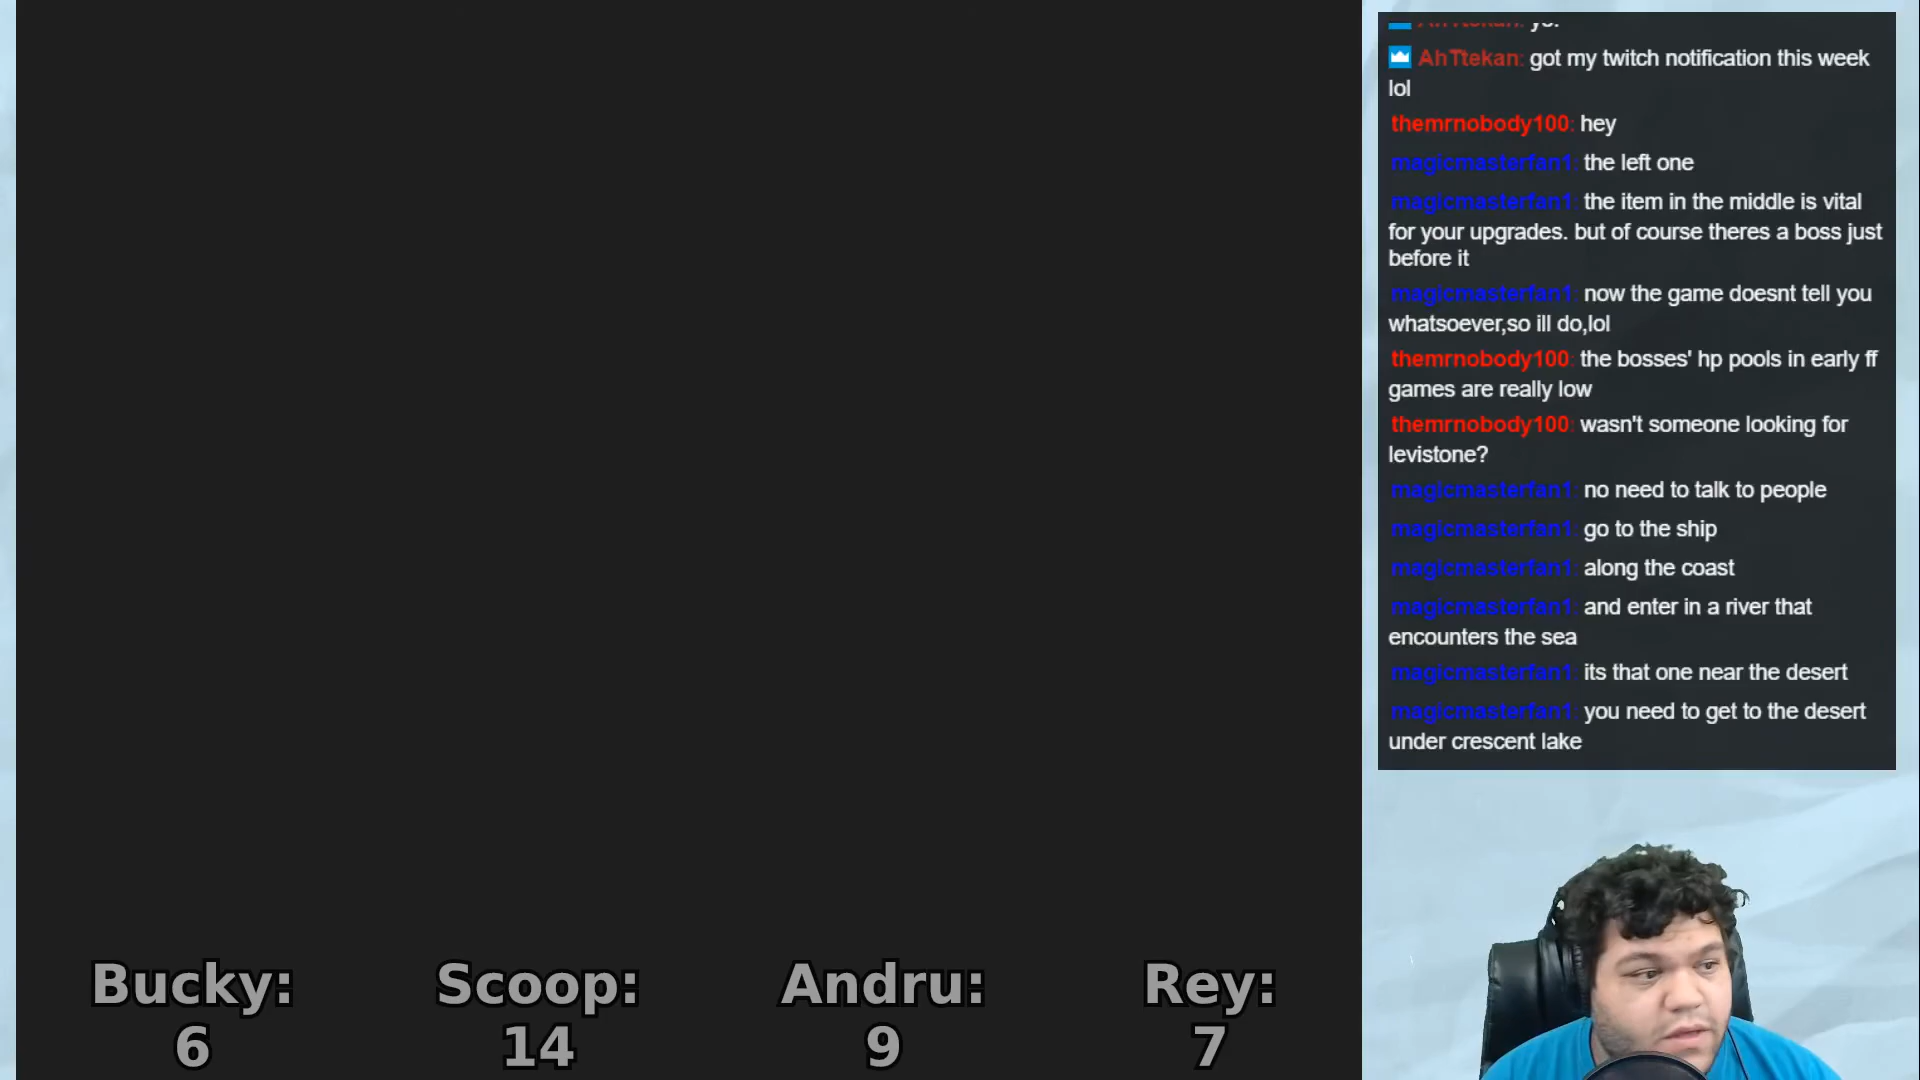 AhTtekan: yo!
AhTtekan: got my twitch notification this week
lol
themrnobody100: hey
magicmasterfan1: the left one
magicmasterfan1: the item in the middle is vital
for your upgrades. but of course theres a boss just
before it
magicmasterfan1: now the game doesnt tell you
whatsoever,so ill do,lol
themrnobody100: the bosses' hp pools in early ff
games are really low
themrnobody100: wasn't someone looking for
levistone?
magicmasterfan1: no need to talk to people
magicmasterfan1: go to the ship
magicmasterfan1: along the coast
magicmasterfan1: and enter in a river that
encounters the sea
magicmasterfan1: its that one near the desert
magicmasterfan1: you need to get to the desert
under crescent lake
Bucky: Scoop: Andru: Rey:
6 14 9 7